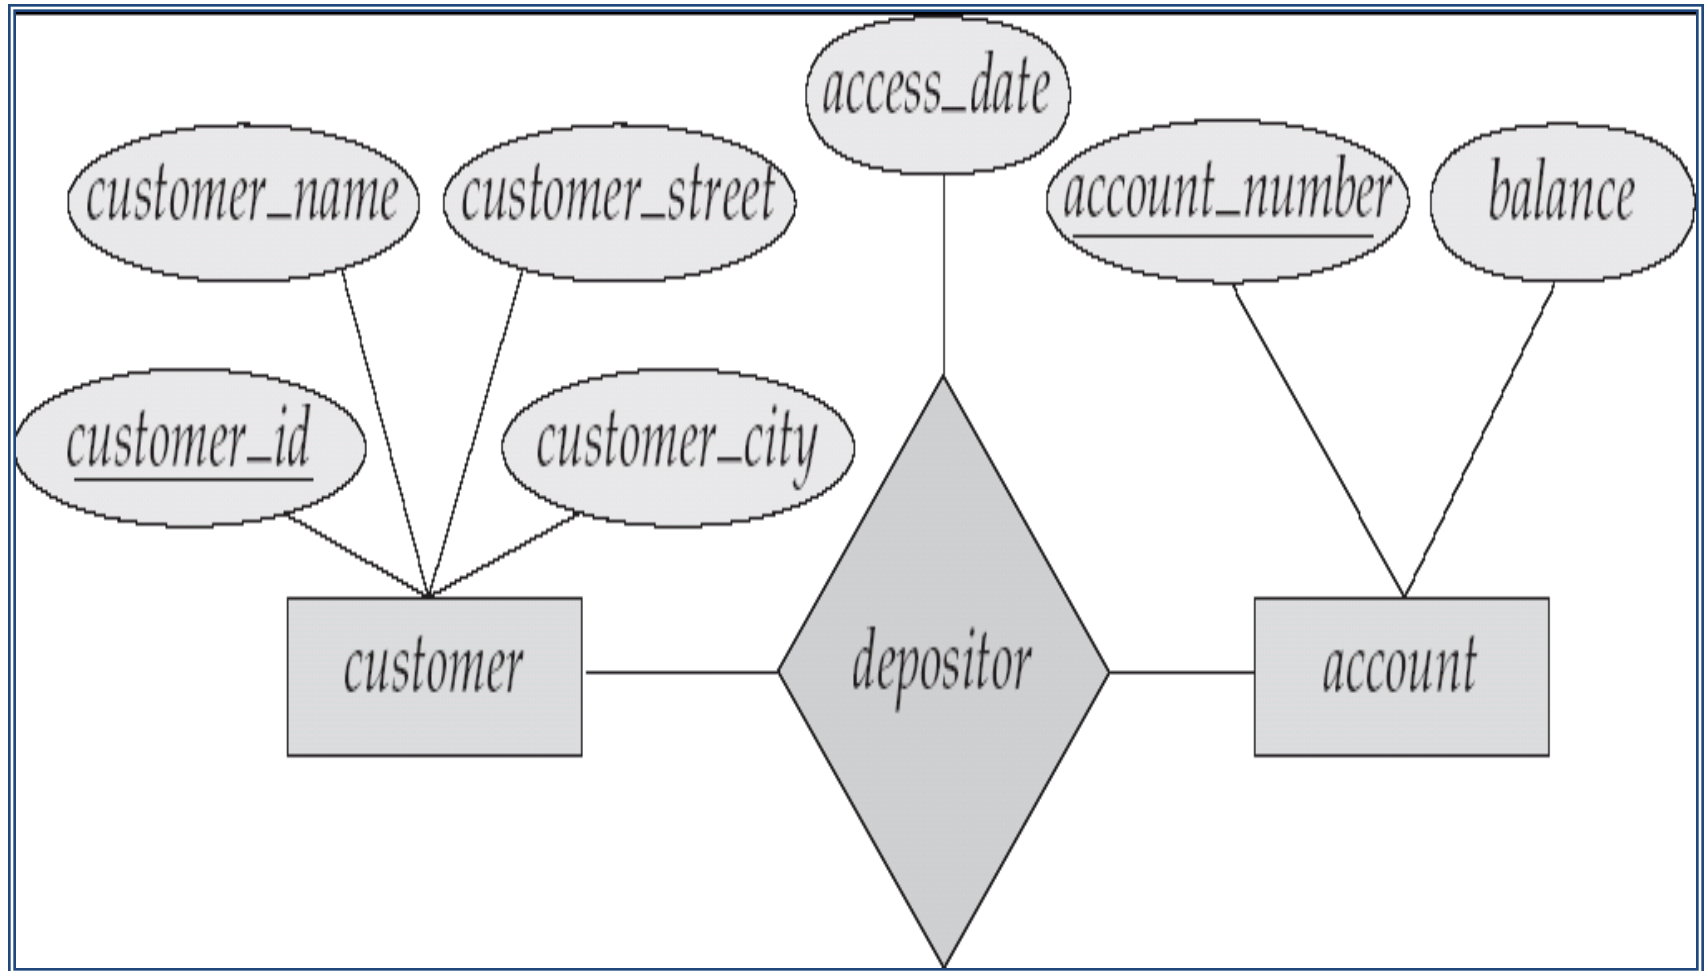 access_date
customer_name
customer_street
account_number
balance
customer_id
customer_city
customer
depositor
account